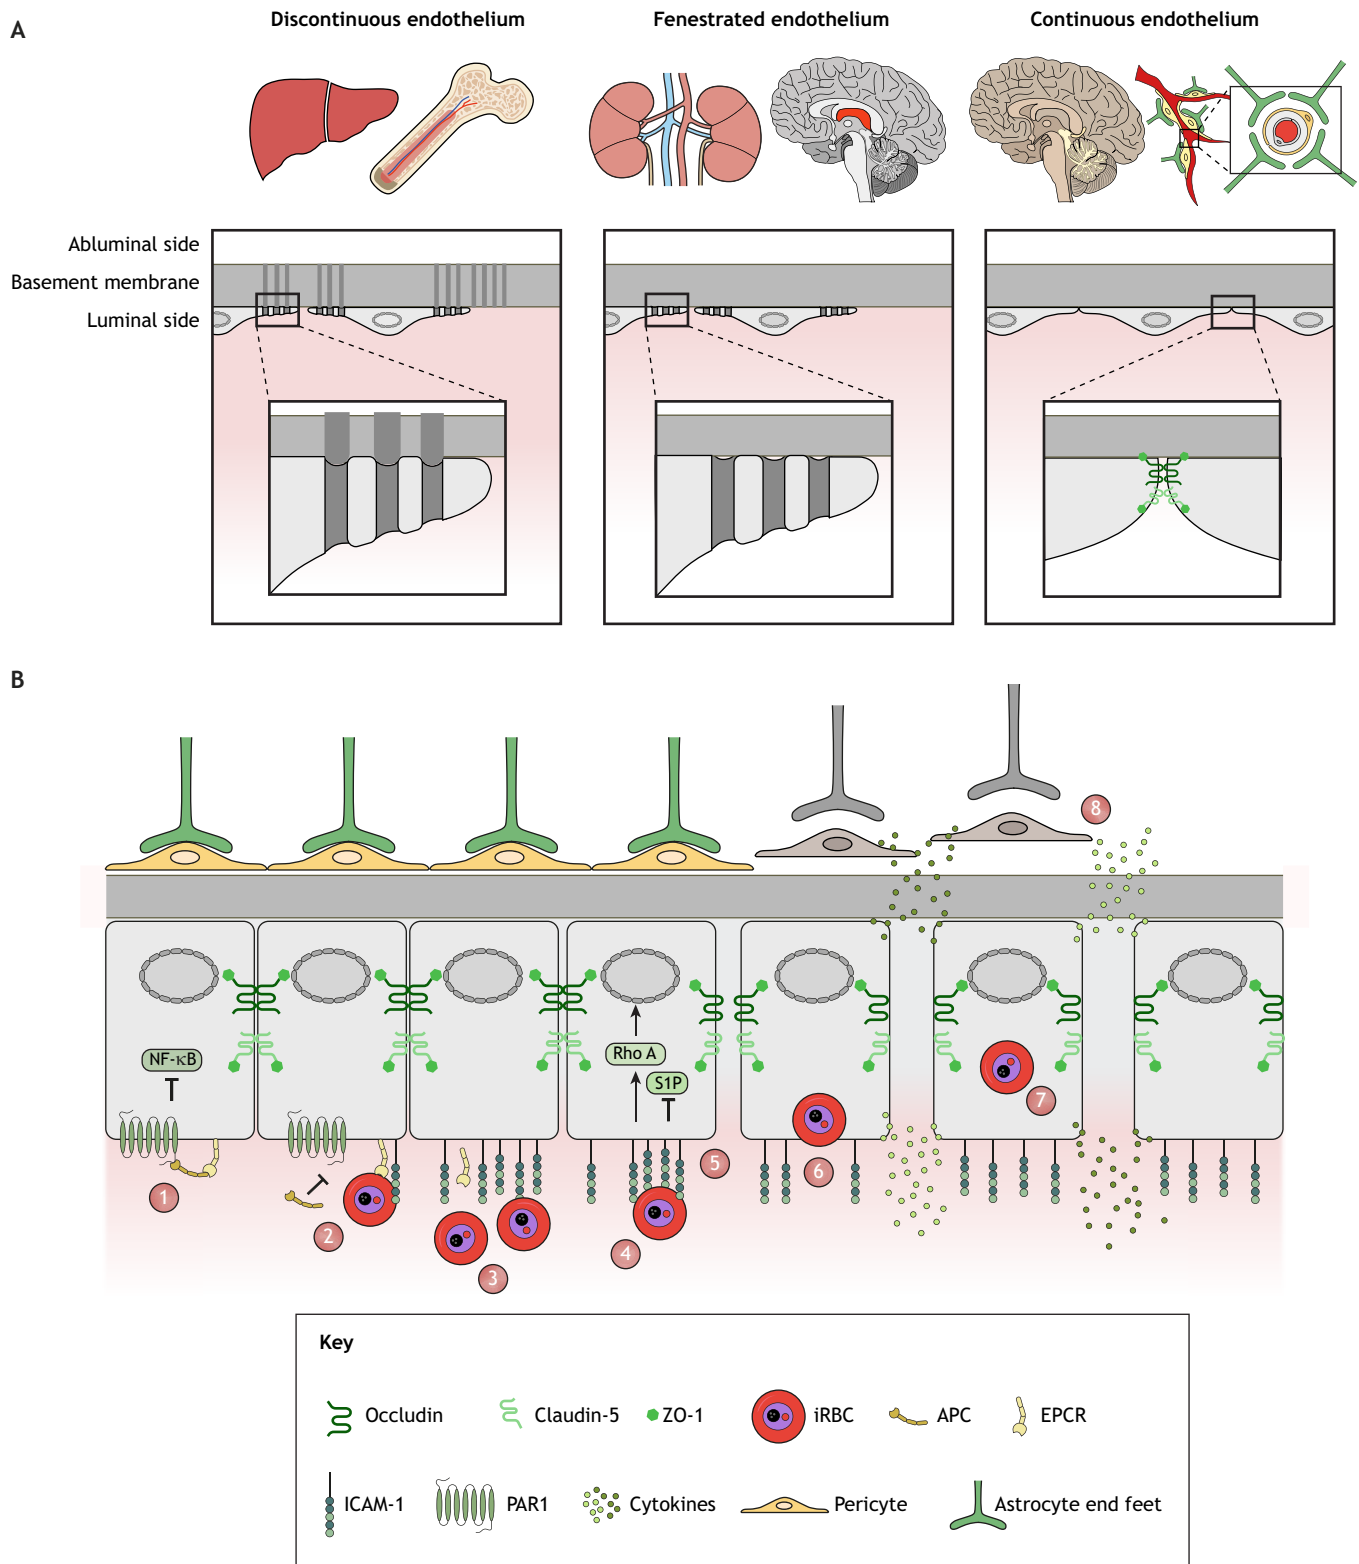 A
Discontinuous endothelium
Fenestrated endothelium
Continuous endothelium
Abluminal side
Basement membrane
Luminal side
B
8
NF-κB
Rho A
S1P
7
1
2
3
4
5
6
Key
Occludin
Claudin-5
ZO-1
iRBC
APC
EPCR
ICAM-1
PAR1
Cytokines
Pericyte
Astrocyte end feet